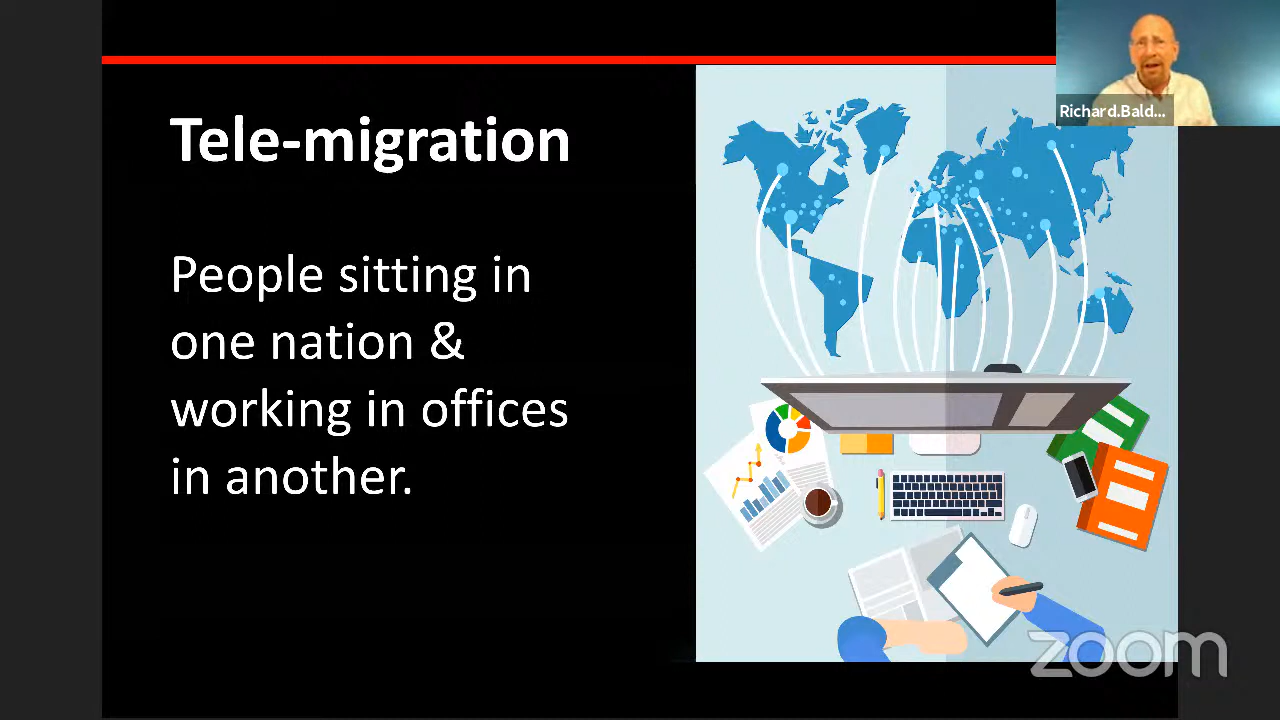 Tele-migration
People sitting in
one nation &
working in offices
in another.
Richard.Bald...
zoom